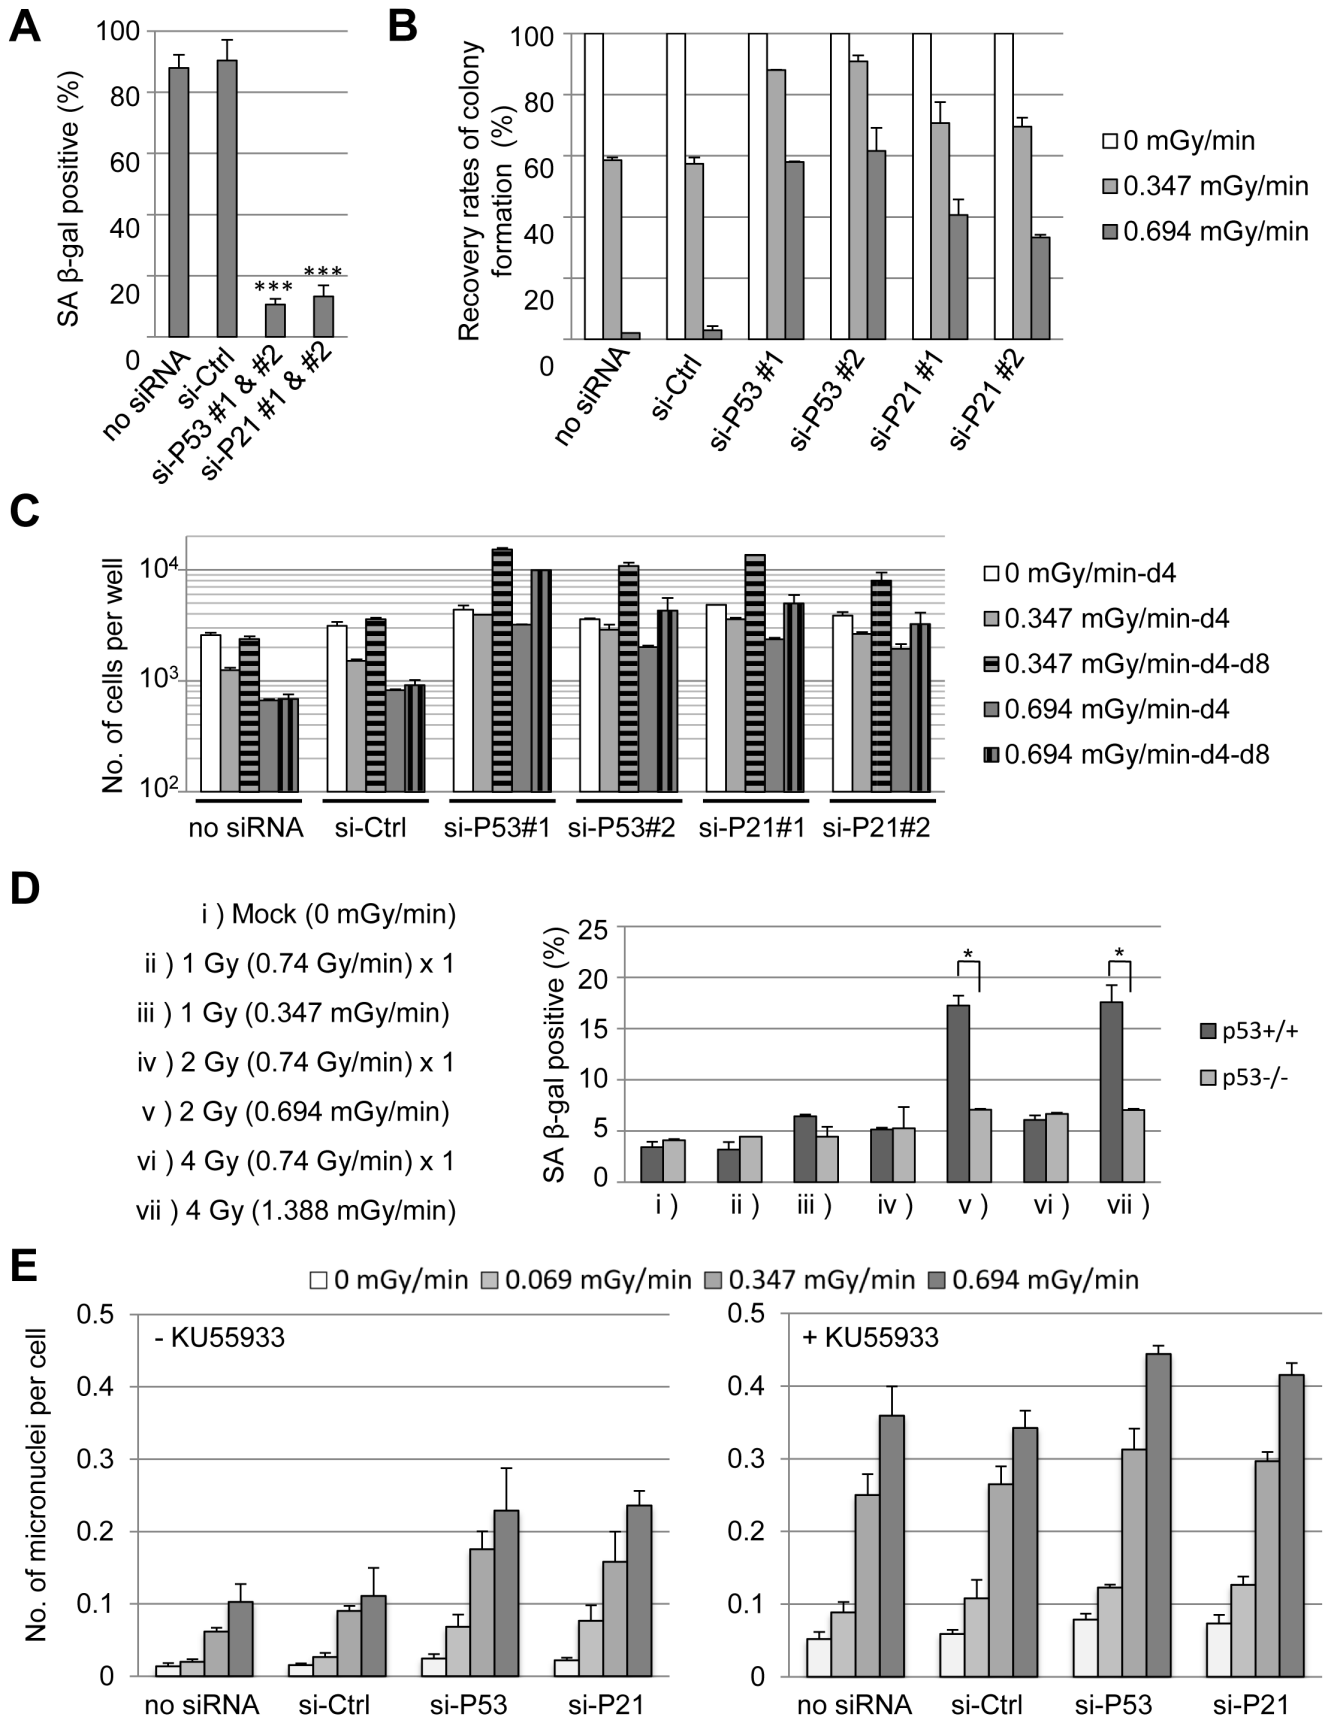 A
SA β-gal positive (%)
100
80
60
40
20
0
***
***
no siRNA
si-Ctrl
si-P53 #1 & #2
si-P21 #1 & #2
B
Recovery rates of colony
formation (%)
100
80
60
40
20
0
no siRNA
si-Ctrl
si-P53 #1
si-P53 #2
si-P21 #1
si-P21 #2
0 mGy/min
0.347 mGy/min
0.694 mGy/min
C
No. of cells per well
10⁴
10³
10²
no siRNA
si-Ctrl
si-P53#1
si-P53#2
si-P21#1
si-P21#2
0 mGy/min-d4
0.347 mGy/min-d4
0.347 mGy/min-d4-d8
0.694 mGy/min-d4
0.694 mGy/min-d4-d8
D
i ) Mock (0 mGy/min)
ii ) 1 Gy (0.74 Gy/min) x 1
iii ) 1 Gy (0.347 mGy/min)
iv ) 2 Gy (0.74 Gy/min) x 1
v ) 2 Gy (0.694 mGy/min)
vi ) 4 Gy (0.74 Gy/min) x 1
vii ) 4 Gy (1.388 mGy/min)
SA β-gal positive (%)
25
20
15
10
5
0
*
*
i )
ii )
iii )
iv )
v )
vi )
vii )
p53+/+
p53-/-
E
0 mGy/min
0.069 mGy/min
0.347 mGy/min
0.694 mGy/min
No. of micronuclei per cell
0.5
0.4
0.3
0.2
0.1
0
- KU55933
no siRNA
si-Ctrl
si-P53
si-P21
0.5
0.4
0.3
0.2
0.1
0
+ KU55933
no siRNA
si-Ctrl
si-P53
si-P21